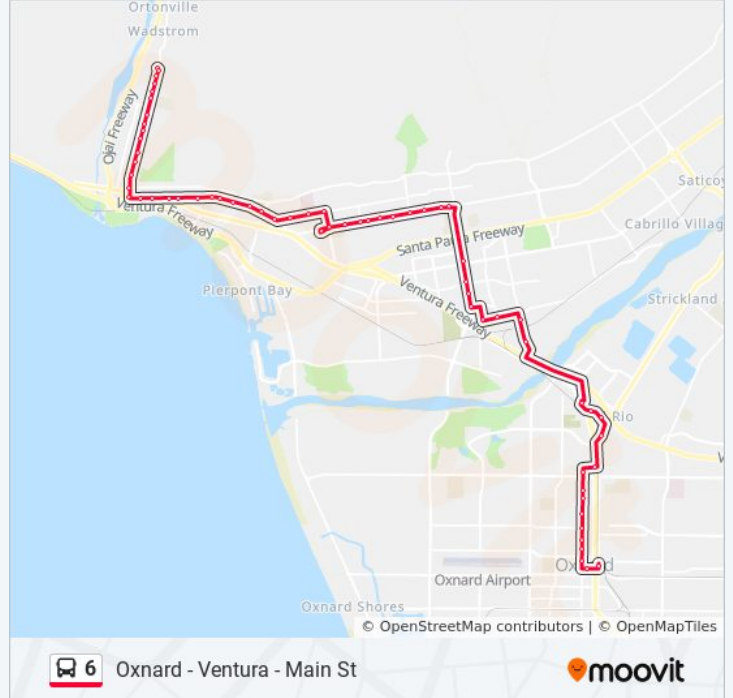 Ortonville
Wadstrom
Ojai Freeway
Ventura Freeway
Saticoy
Cabrillo Villag
Santa Paula Freeway
Pierpont Bay
Ventura Freeway
Strickland
Rio
V
Oxnard
Oxnard Airport
Oxnard Shores
© OpenStreetMap contributors | © OpenMapTiles
6 Oxnard - Ventura - Main St
moovit